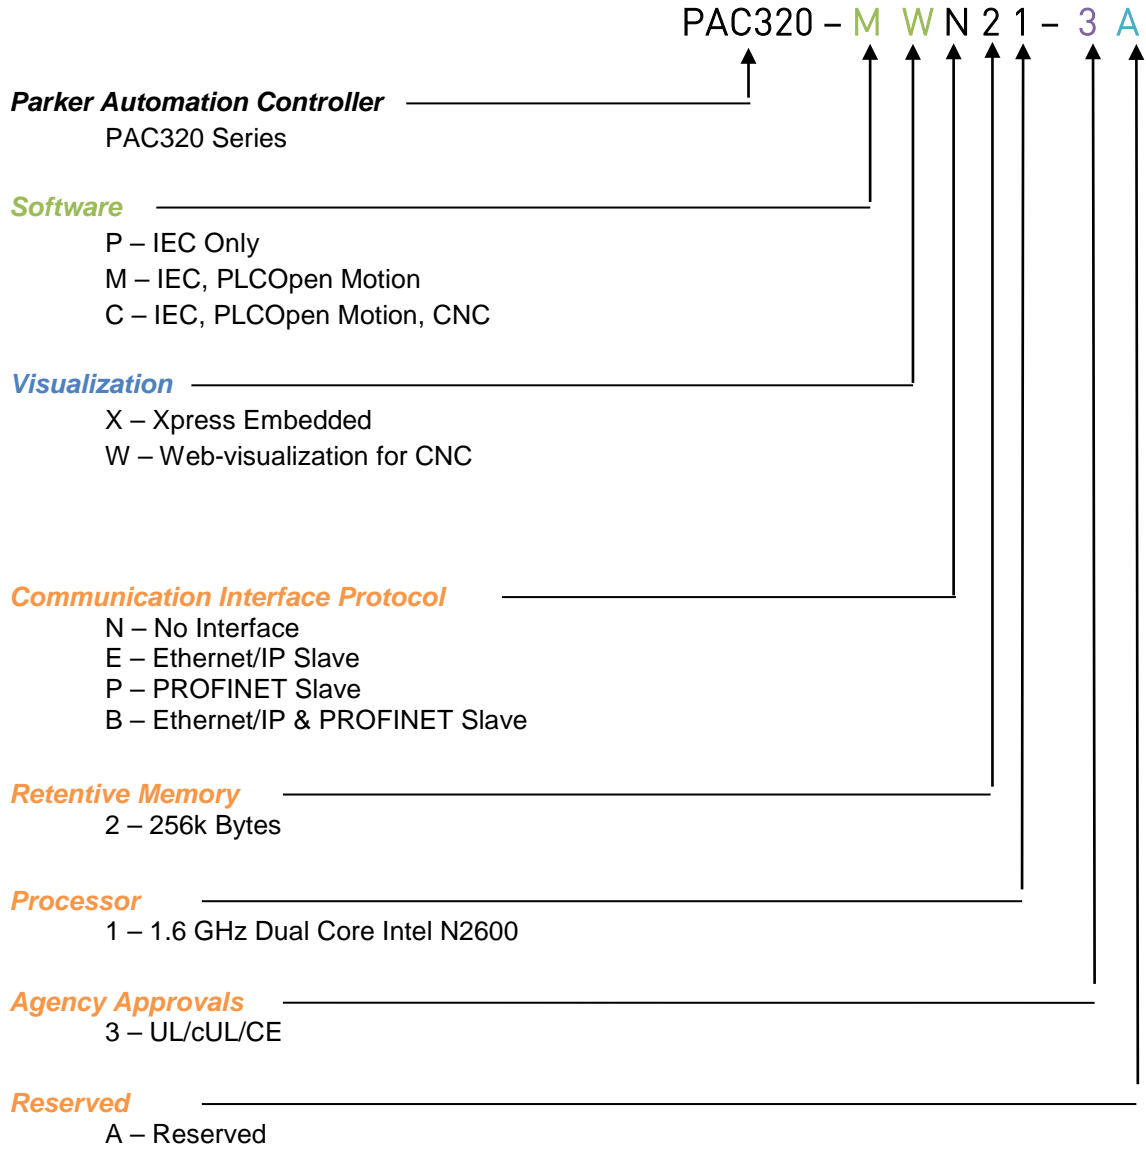 PAC320 – M W N 2 1 – 3 A
Parker Automation Controller
PAC320 Series
Software
P – IEC Only
M – IEC, PLCOpen Motion
C – IEC, PLCOpen Motion, CNC
Visualization
X – Xpress Embedded
W – Web-visualization for CNC
Communication Interface Protocol
N – No Interface
E – Ethernet/IP Slave
P – PROFINET Slave
B – Ethernet/IP & PROFINET Slave
Retentive Memory
2 – 256k Bytes
Processor
1 – 1.6 GHz Dual Core Intel N2600
Agency Approvals
3 – UL/cUL/CE
Reserved
A – Reserved